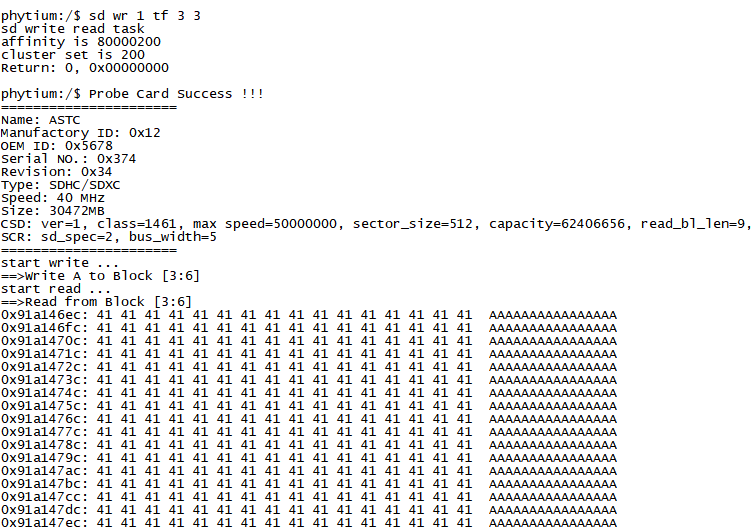 phytium:/$ sd wr 1 tf 3 3
sd write read task
affinity is 80000200
cluster set is 200
Return: 0, 0x00000000
phytium:/$ Probe Card Success !!!
======================
Name: ASTC
Manufactory ID: 0x12
OEM ID: 0x5678
Serial NO.: 0x374
Revision: 0x34
Type: SDHC/SDXC
Speed: 40 MHz
Size: 30472MB
CSD: ver=1, class=1461, max speed=50000000, sector_size=512, capacity=62406656, read_bl_len=9,
SCR: sd_spec=2, bus_width=5
======================
start write ...
==>Write A to Block [3:6]
start read ...
==>Read from Block [3:6]
0x91a146ec: 41 41 41 41 41 41 41 41 41 41 41 41 41 41 41 41  AAAAAAAAAAAAAAAA
0x91a146fc: 41 41 41 41 41 41 41 41 41 41 41 41 41 41 41 41  AAAAAAAAAAAAAAAA
0x91a1470c: 41 41 41 41 41 41 41 41 41 41 41 41 41 41 41 41  AAAAAAAAAAAAAAAA
0x91a1471c: 41 41 41 41 41 41 41 41 41 41 41 41 41 41 41 41  AAAAAAAAAAAAAAAA
0x91a1472c: 41 41 41 41 41 41 41 41 41 41 41 41 41 41 41 41  AAAAAAAAAAAAAAAA
0x91a1473c: 41 41 41 41 41 41 41 41 41 41 41 41 41 41 41 41  AAAAAAAAAAAAAAAA
0x91a1474c: 41 41 41 41 41 41 41 41 41 41 41 41 41 41 41 41  AAAAAAAAAAAAAAAA
0x91a1475c: 41 41 41 41 41 41 41 41 41 41 41 41 41 41 41 41  AAAAAAAAAAAAAAAA
0x91a1476c: 41 41 41 41 41 41 41 41 41 41 41 41 41 41 41 41  AAAAAAAAAAAAAAAA
0x91a1477c: 41 41 41 41 41 41 41 41 41 41 41 41 41 41 41 41  AAAAAAAAAAAAAAAA
0x91a1478c: 41 41 41 41 41 41 41 41 41 41 41 41 41 41 41 41  AAAAAAAAAAAAAAAA
0x91a1479c: 41 41 41 41 41 41 41 41 41 41 41 41 41 41 41 41  AAAAAAAAAAAAAAAA
0x91a147ac: 41 41 41 41 41 41 41 41 41 41 41 41 41 41 41 41  AAAAAAAAAAAAAAAA
0x91a147bc: 41 41 41 41 41 41 41 41 41 41 41 41 41 41 41 41  AAAAAAAAAAAAAAAA
0x91a147cc: 41 41 41 41 41 41 41 41 41 41 41 41 41 41 41 41  AAAAAAAAAAAAAAAA
0x91a147dc: 41 41 41 41 41 41 41 41 41 41 41 41 41 41 41 41  AAAAAAAAAAAAAAAA
0x91a147ec: 41 41 41 41 41 41 41 41 41 41 41 41 41 41 41 41  AAAAAAAAAAAAAAAA